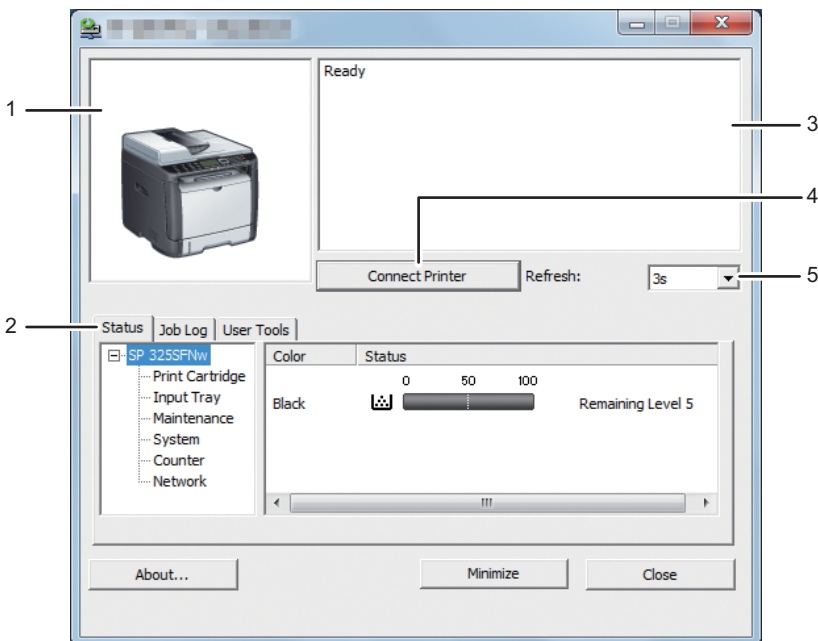 Ready
1
3
4
Connect Printer Refresh: 3s
5
2
Status Job Log User Tools
SP 325SFNw
Print Cartridge
Input Tray
Maintenance
System
Counter
Network
Color Status
0 50 100
Black Remaining Level 5
About... Minimize Close